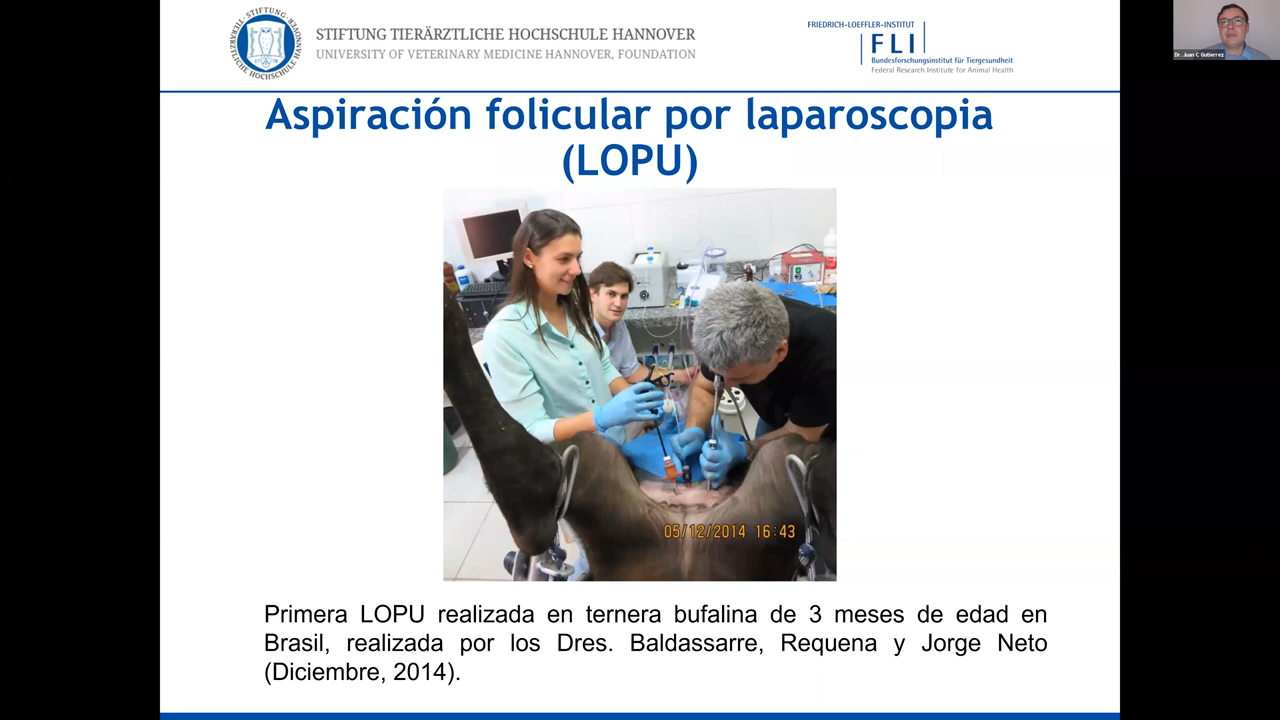 STIFTUNG TIERÄRZTLICHE HOCHSCHULE HANNOVER
UNIVERSITY OF VETERINARY MEDICINE HANNOVER, FOUNDATION
FRIEDRICH-LOEFFLER-INSTITUT
FLI
Bundesforschungsinstitut für Tiergesundheit
Federal Research Institute for Animal Health
Dr. Juan C Gutierrez
Aspiración folicular por laparoscopia
(LOPU)
05/12/2014 16:43
Primera LOPU realizada en ternera bufalina de 3 meses de edad en
Brasil, realizada por los Dres. Baldassarre, Requena y Jorge Neto
(Diciembre, 2014).